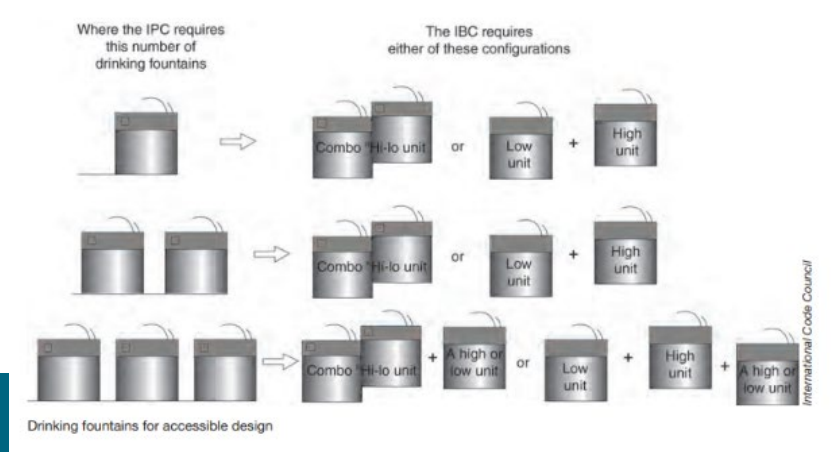 Where the IPC requires
this number of
drinking fountains
The IBC requires
either of these configurations
Combo "Hi-lo unit
or
Low
unit
+
High
unit
Combo "Hi-lo unit
or
Low
unit
+
High
unit
Combo "Hi-lo unit
+
A high or
low unit
or
Low
unit
+
High
unit
+
A high or
low unit
International Code Council
Drinking fountains for accessible design